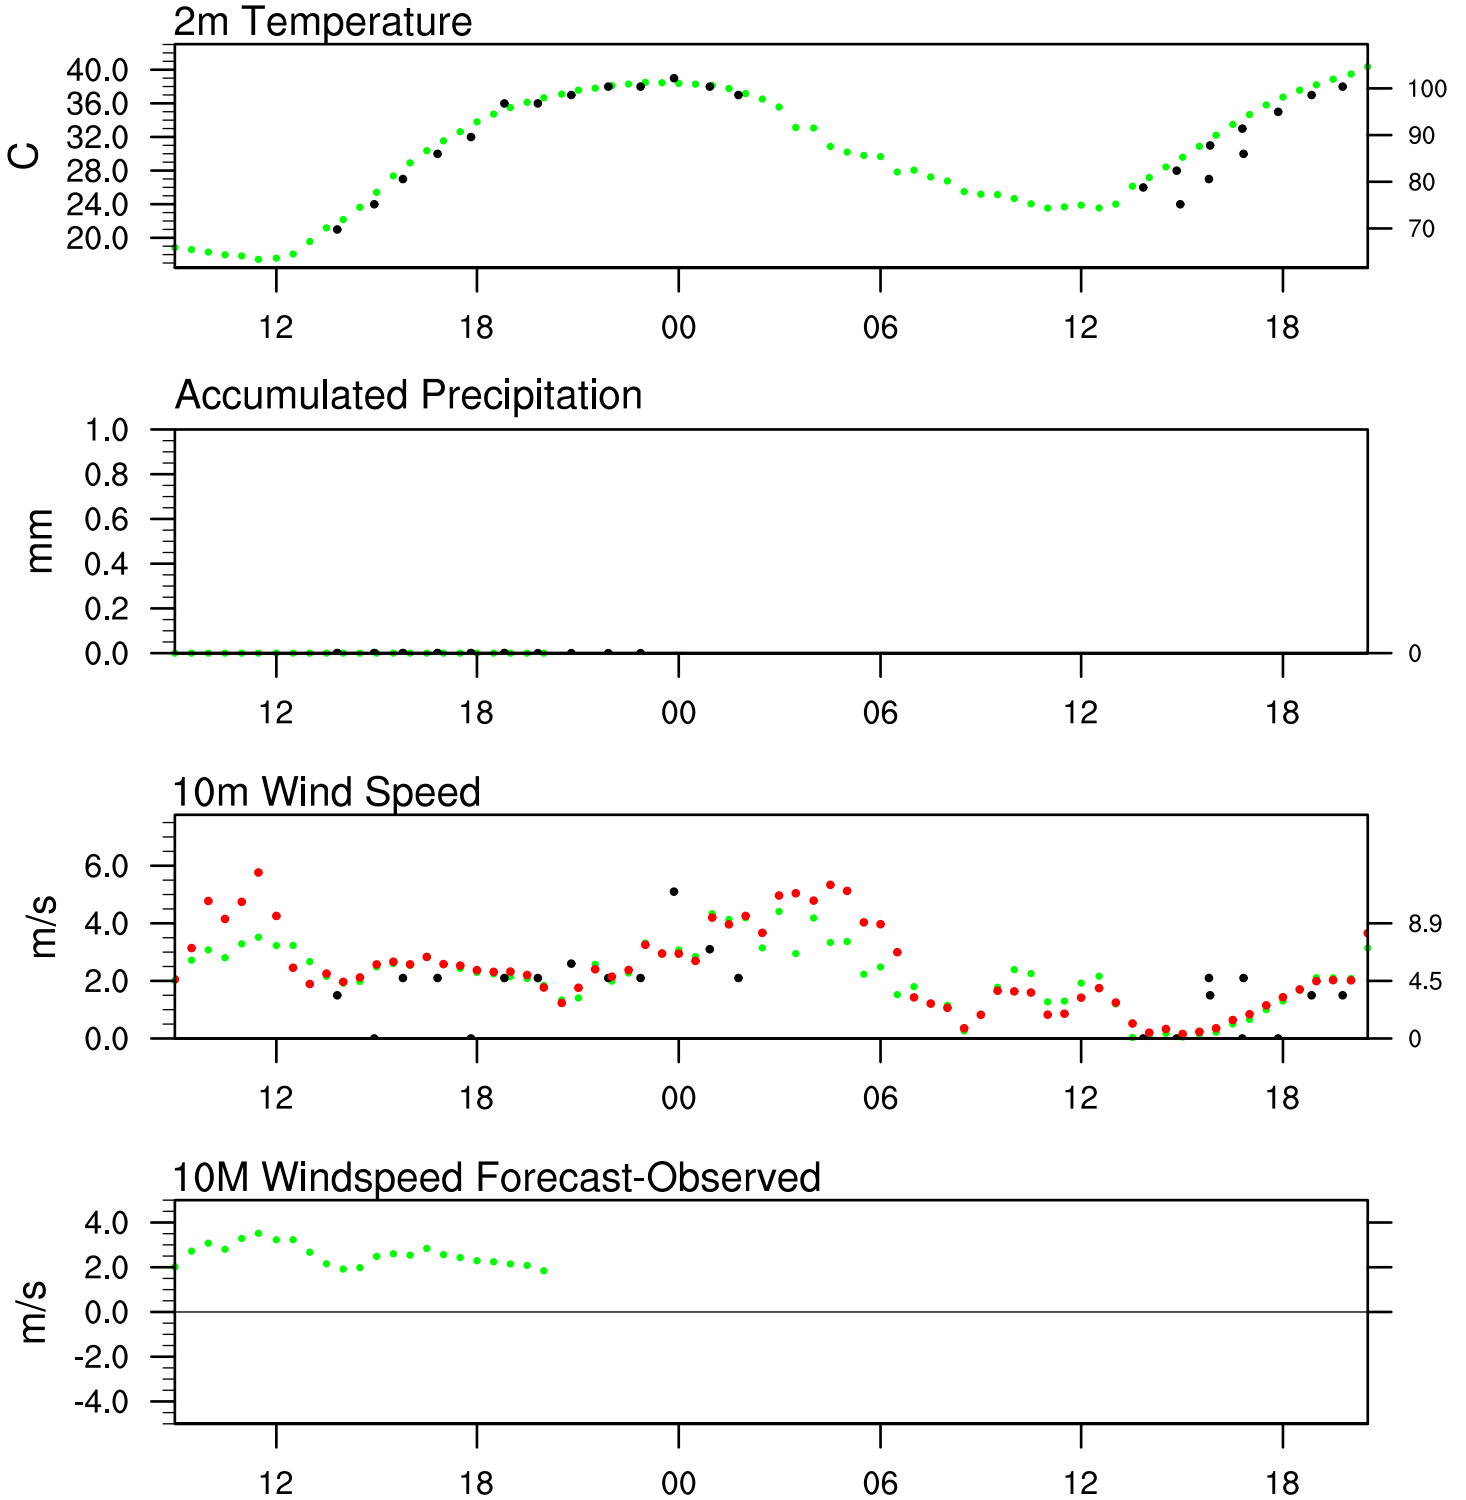 2m Temperature
40.0
36.0
32.0
28.0
24.0
20.0
C
100
90
80
70
12 18 00 06 12 18
Accumulated Precipitation
1.0
0.8
0.6
0.4
0.2
0.0
mm
0
12 18 00 06 12 18
10m Wind Speed
6.0
4.0
2.0
0.0
m/s
8.9
4.5
0
12 18 00 06 12 18
10M Windspeed Forecast-Observed
4.0
2.0
0.0
-2.0
-4.0
m/s
12 18 00 06 12 18